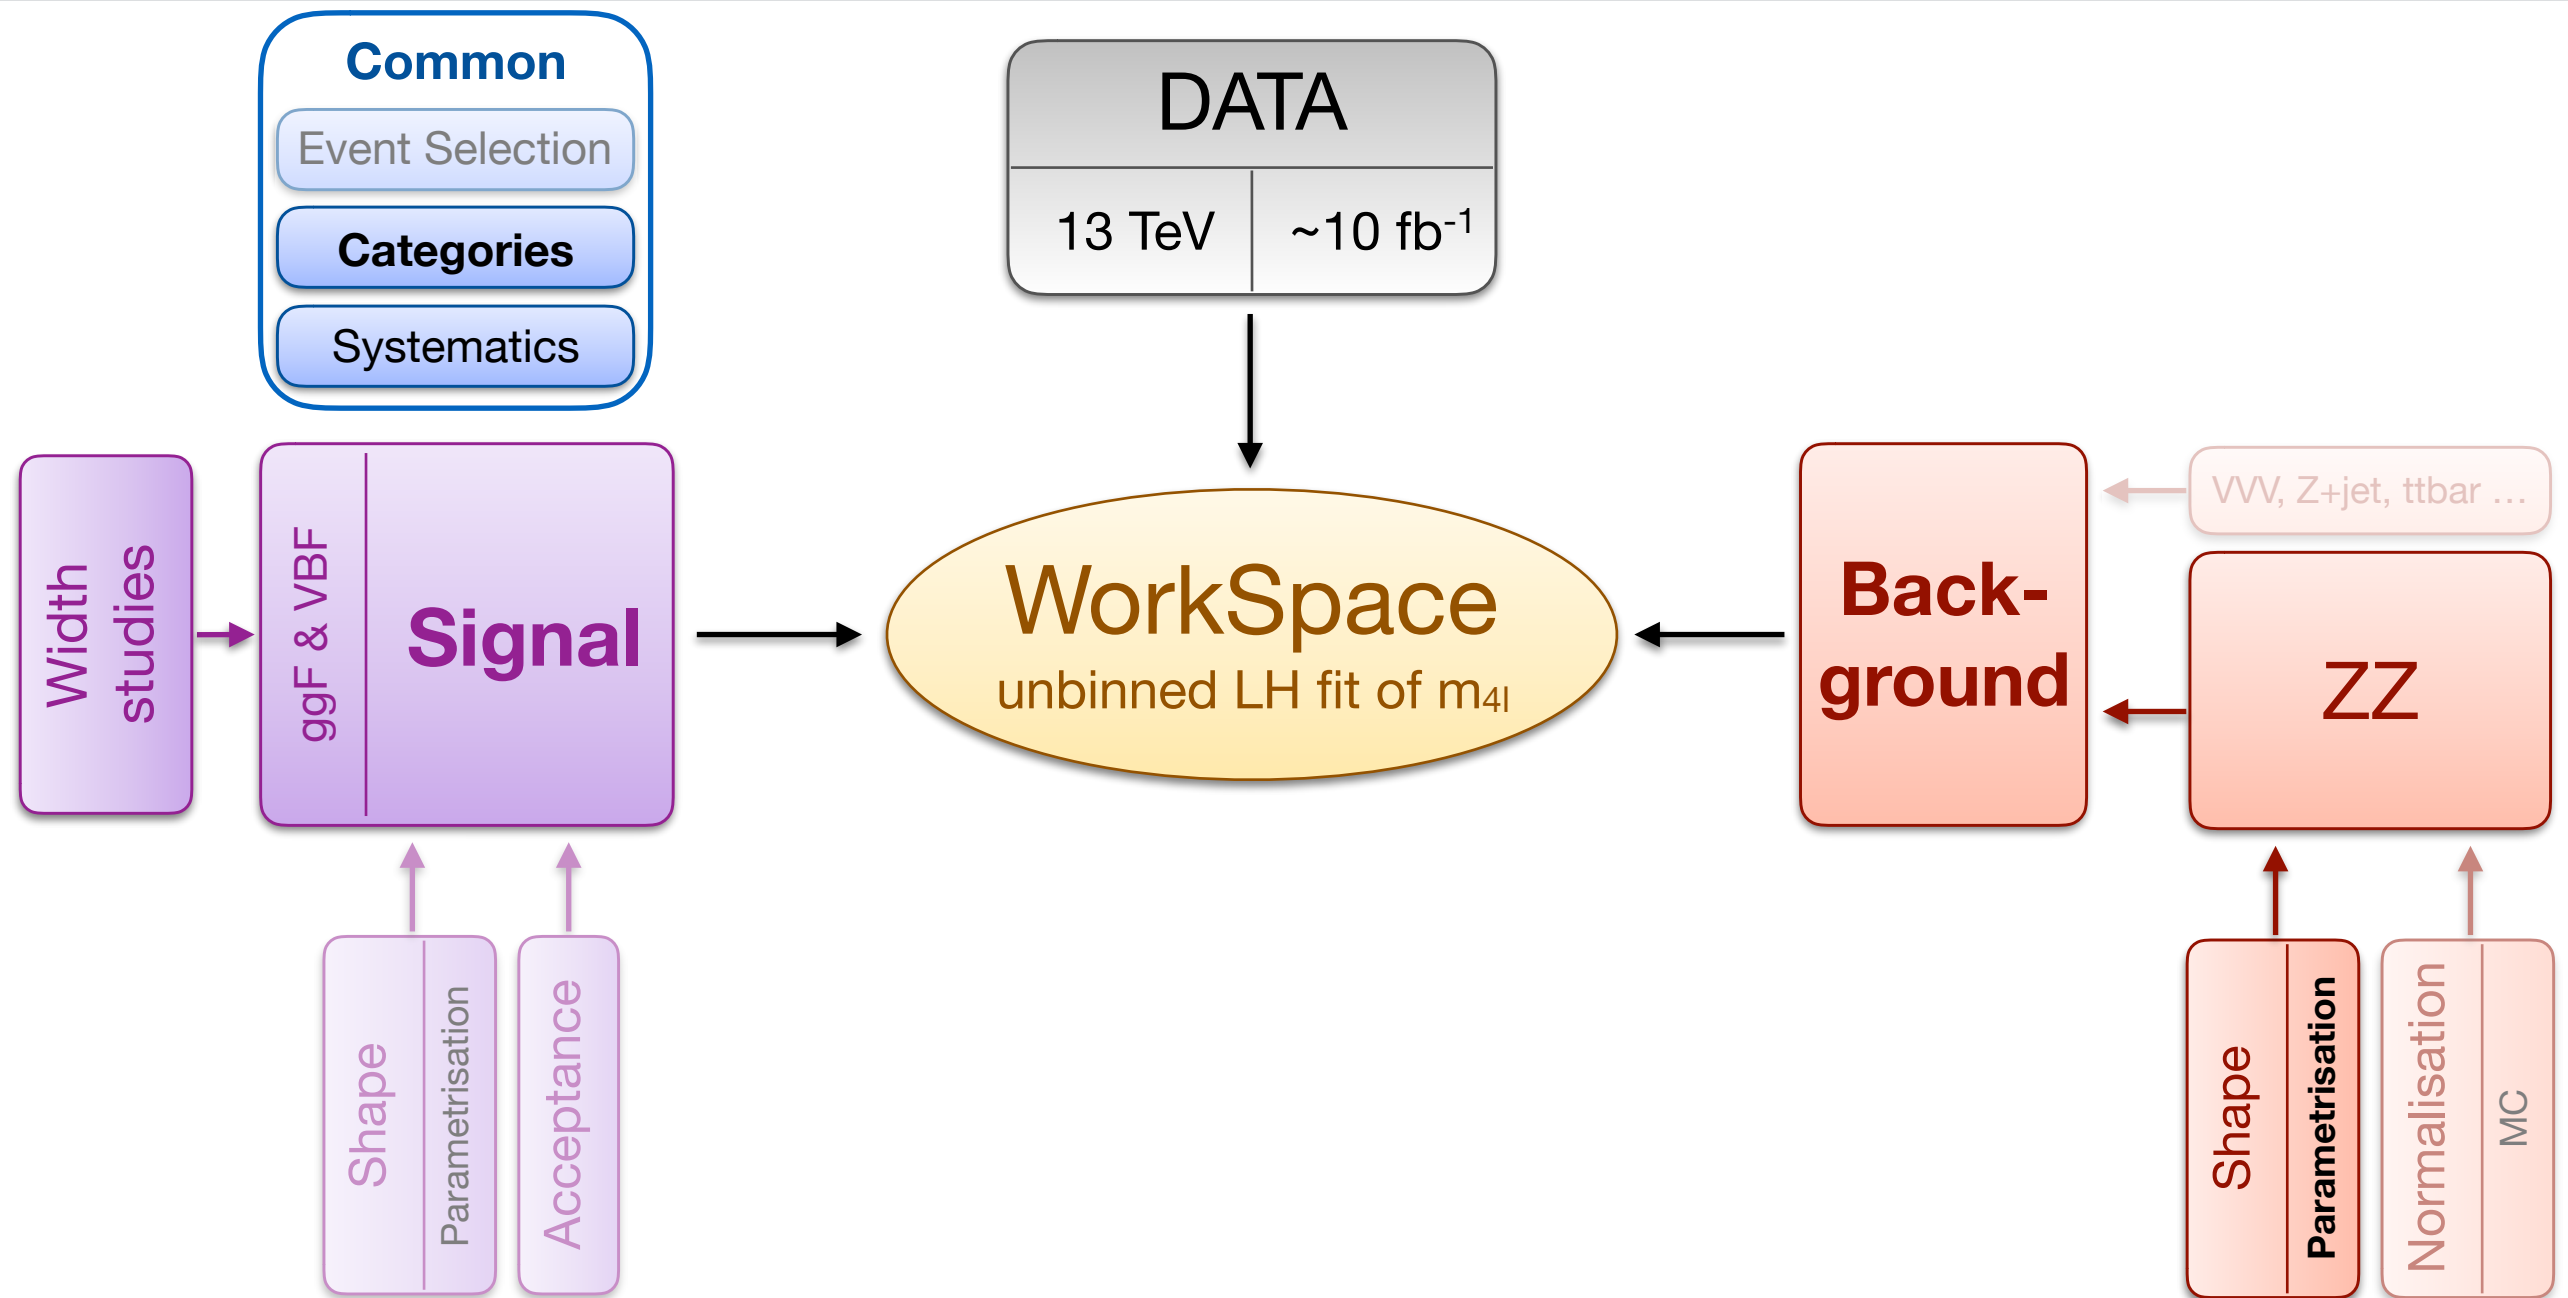 Common
Event Selection
Categories
Systematics
DATA
13 TeV
~10 fb⁻¹
Width
studies
ggF & VBF
Signal
WorkSpace
unbinned LH fit of m₄ₗ
Back-
ground
VVV, Z+jet, ttbar ...
ZZ
Shape
Parametrisation
Acceptance
Shape
Parametrisation
Normalisation
MC